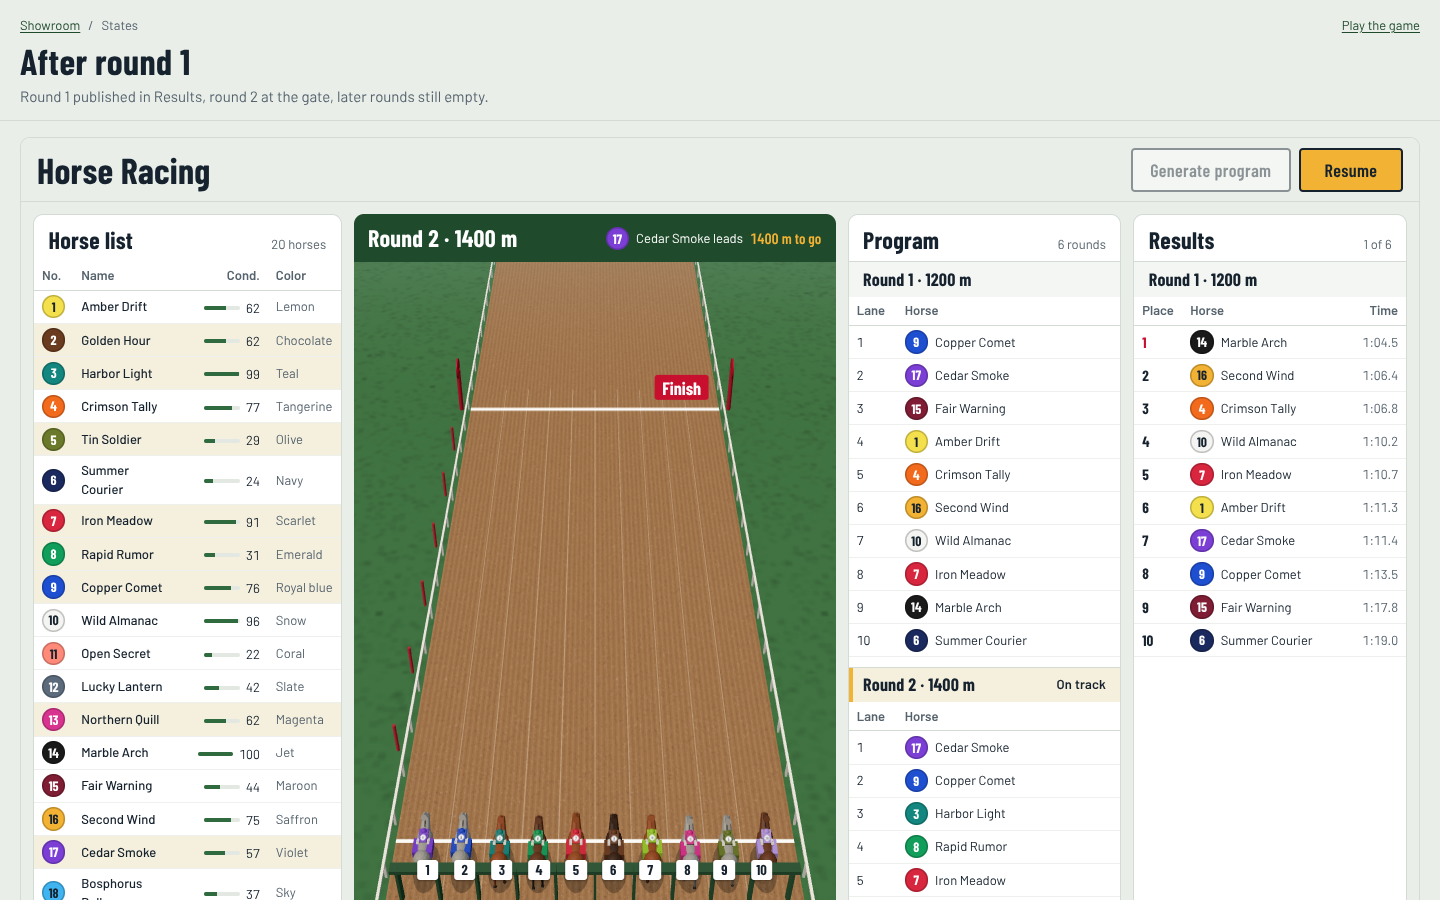 Showroom / States
Play the game
After round 1
Round 1 published in Results, round 2 at the gate, later rounds still empty.
Horse Racing
Generate program
Resume
Horse list
20 horses
No. Name Cond. Color
1 Amber Drift 62 Lemon
2 Golden Hour 62 Chocolate
3 Harbor Light 99 Teal
4 Crimson Tally 77 Tangerine
5 Tin Soldier 29 Olive
6 Summer Courier 24 Navy
7 Iron Meadow 91 Scarlet
8 Rapid Rumor 31 Emerald
9 Copper Comet 76 Royal blue
10 Wild Almanac 96 Snow
11 Open Secret 22 Coral
12 Lucky Lantern 42 Slate
13 Northern Quill 62 Magenta
14 Marble Arch 100 Jet
15 Fair Warning 44 Maroon
16 Second Wind 75 Saffron
17 Cedar Smoke 57 Violet
18 Bosphorus 37 Sky
Round 2 · 1400 m
17 Cedar Smoke leads 1400 m to go
Finish
1 2 3 4 5 6 7 8 9 10
Program
6 rounds
Round 1 · 1200 m
Lane Horse
1 9 Copper Comet
2 17 Cedar Smoke
3 15 Fair Warning
4 1 Amber Drift
5 4 Crimson Tally
6 16 Second Wind
7 10 Wild Almanac
8 7 Iron Meadow
9 14 Marble Arch
10 6 Summer Courier
Round 2 · 1400 m On track
Lane Horse
1 17 Cedar Smoke
2 9 Copper Comet
3 3 Harbor Light
4 8 Rapid Rumor
5 7 Iron Meadow
Results
1 of 6
Round 1 · 1200 m
Place Horse Time
1 14 Marble Arch 1:04.5
2 16 Second Wind 1:06.4
3 4 Crimson Tally 1:06.8
4 10 Wild Almanac 1:10.2
5 7 Iron Meadow 1:10.7
6 1 Amber Drift 1:11.3
7 17 Cedar Smoke 1:11.4
8 9 Copper Comet 1:13.5
9 15 Fair Warning 1:17.8
10 6 Summer Courier 1:19.0